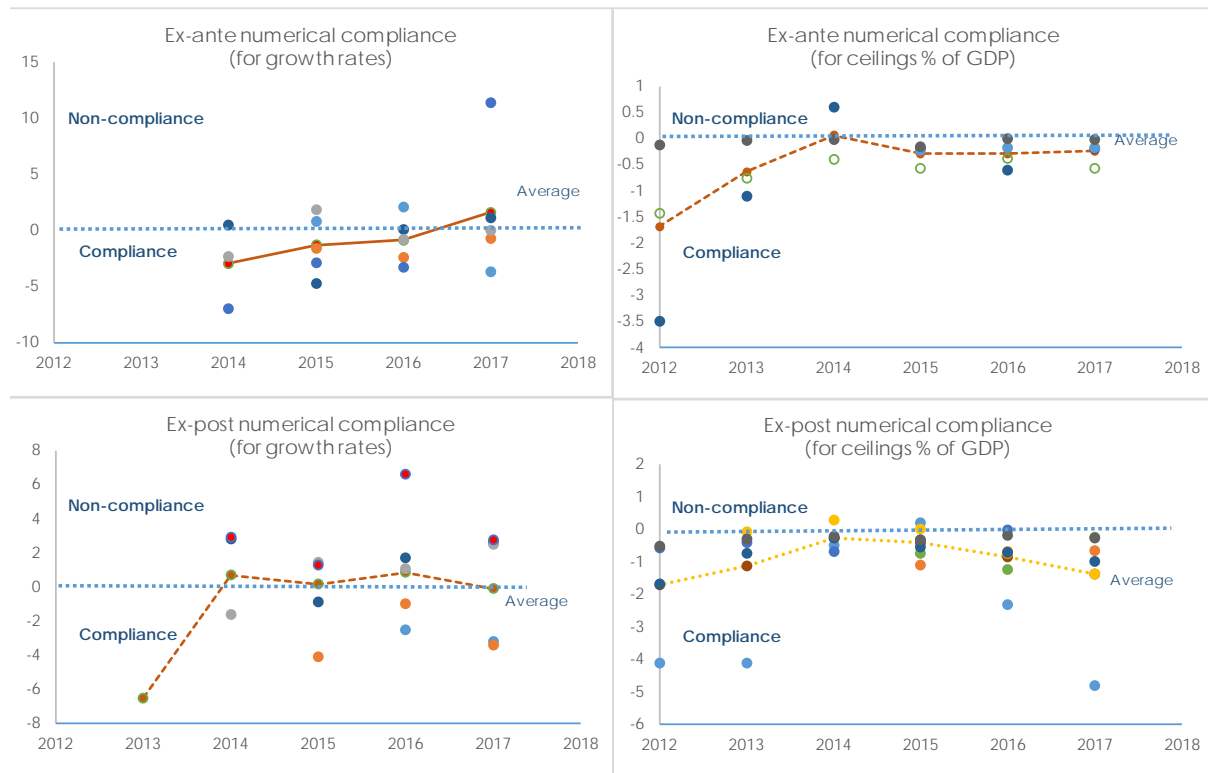 Ex-ante numerical compliance
(for growth rates)
15
10
5
0
-5
-10
Non-compliance
Average
Compliance
2012 2013 2014 2015 2016 2017 2018
Ex-ante numerical compliance
(for ceilings % of GDP)
1
0.5
0
-0.5
-1
-1.5
-2
-2.5
-3
-3.5
-4
Non-compliance
Average
Compliance
2012 2013 2014 2015 2016 2017 2018
Ex-post numerical compliance
(for growth rates)
8
6
4
2
0
-2
-4
-6
-8
Non-compliance
Average
Compliance
2012 2013 2014 2015 2016 2017 2018
Ex-post numerical compliance
(for ceilings % of GDP)
2
1
0
-1
-2
-3
-4
-5
-6
Non-compliance
Average
Compliance
2012 2013 2014 2015 2016 2017 2018